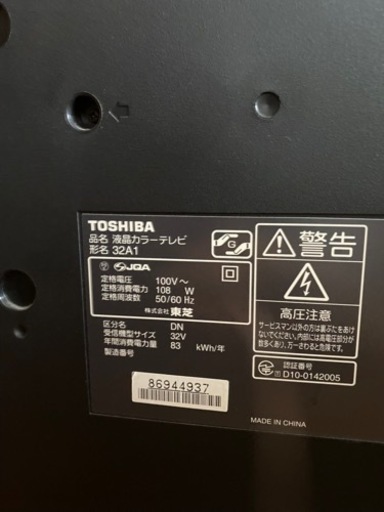 TOSHIBA
品名 液晶カラーテレビ
形名 32A1
JQA
定格電圧 100V～
定格消費電力 108 W
定格周波数 50/60 Hz
株式会社 東芝
区分名 DN
受信機型サイズ 32V
年間消費電力量 83 kWh/年
製造番号
86944937
G
警告
高圧注意
サービスマン以外の方は裏ぶたをあけ
ないでください。内部には高電圧部分が
数多くあり、万一さわると危険です。
認証番号
D10-0142005
MADE IN CHINA